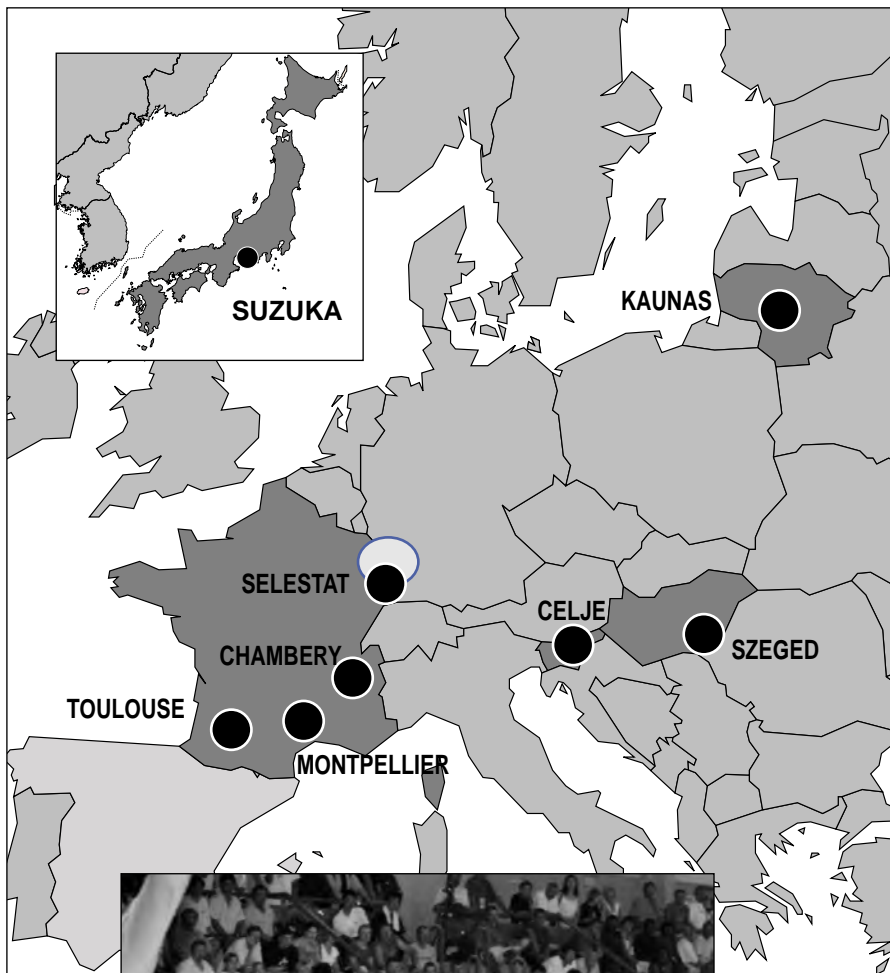 SUZUKA
KAUNAS
SELESTAT
CELJE
CHAMBERY
SZEGED
TOULOUSE
MONTPELLIER